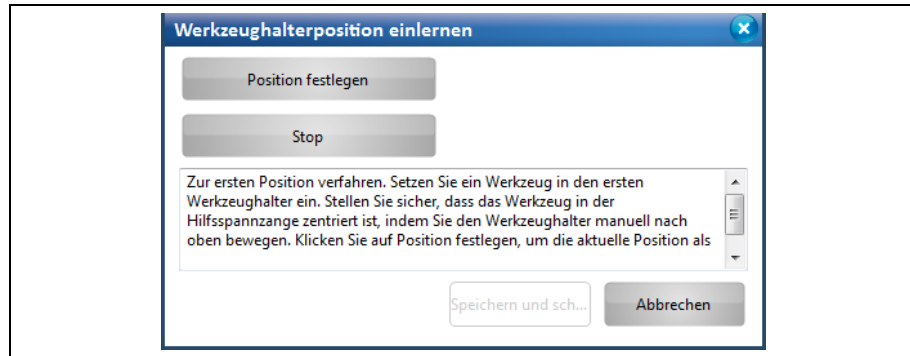 Werkzeughalterposition einlernen
Position festlegen
Stop
Zur ersten Position verfahren. Setzen Sie ein Werkzeug in den ersten
Werkzeughalter ein. Stellen Sie sicher, dass das Werkzeug in der
Hilfsspannzange zentriert ist, indem Sie den Werkzeughalter manuell nach
oben bewegen. Klicken Sie auf Position festlegen, um die aktuelle Position als
Speichern und sch...
Abbrechen